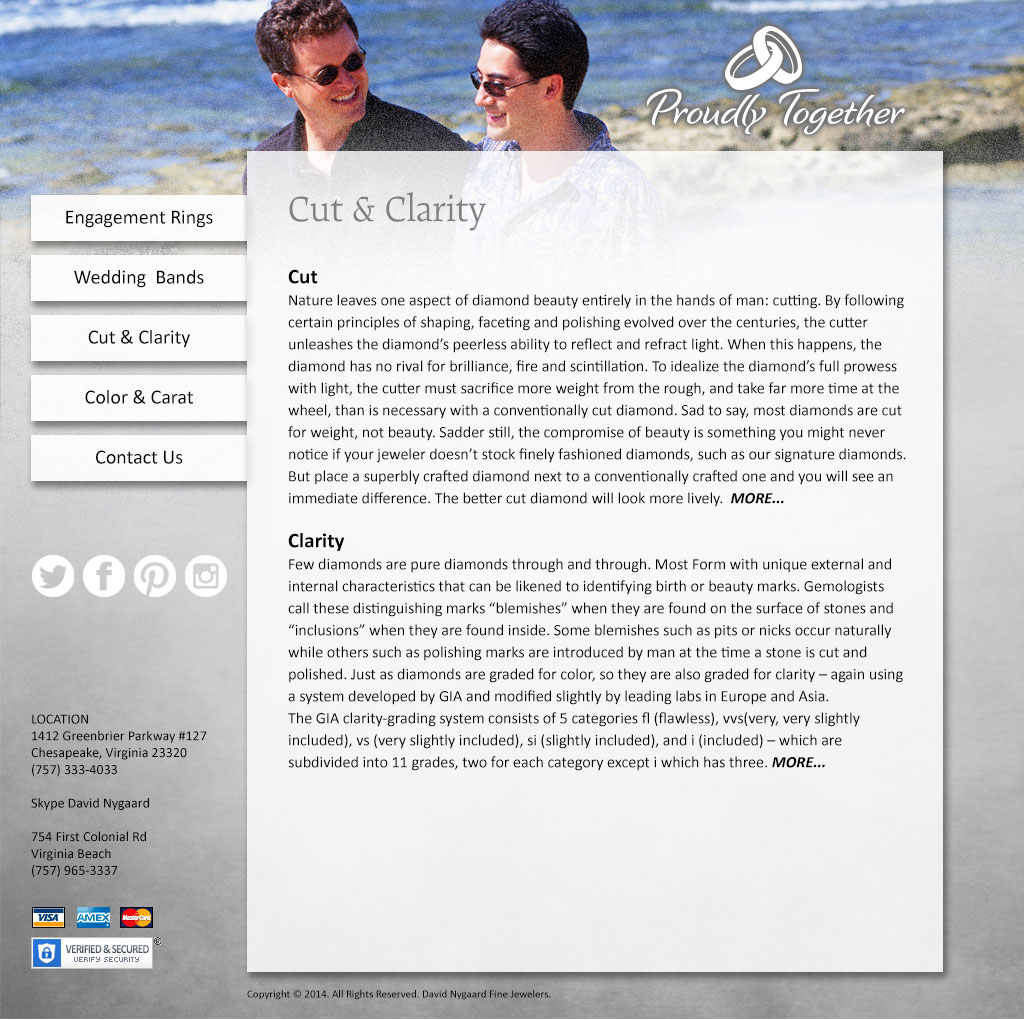 Proudly Together
Engagement Rings
Wedding Bands
Cut & Clarity
Color & Carat
Contact Us
Cut & Clarity
Cut
Nature leaves one aspect of diamond beauty entirely in the hands of man: cutting. By following
certain principles of shaping, faceting and polishing evolved over the centuries, the cutter
unleashes the diamond’s peerless ability to reflect and refract light. When this happens, the
diamond has no rival for brilliance, fire and scintillation. To idealize the diamond’s full prowess
with light, the cutter must sacrifice more weight from the rough, and take far more time at the
wheel, than is necessary with a conventionally cut diamond. Sad to say, most diamonds are cut
for weight, not beauty. Sadder still, the compromise of beauty is something you might never
notice if your jeweler doesn’t stock finely fashioned diamonds, such as our signature diamonds.
But place a superbly crafted diamond next to a conventionally crafted one and you will see an
immediate difference. The better cut diamond will look more lively. MORE...
Clarity
Few diamonds are pure diamonds through and through. Most Form with unique external and
internal characteristics that can be likened to identifying birth or beauty marks. Gemologists
call these distinguishing marks “blemishes” when they are found on the surface of stones and
“inclusions” when they are found inside. Some blemishes such as pits or nicks occur naturally
while others such as polishing marks are introduced by man at the time a stone is cut and
polished. Just as diamonds are graded for color, so they are also graded for clarity – again using
a system developed by GIA and modified slightly by leading labs in Europe and Asia.
The GIA clarity-grading system consists of 5 categories fl (flawless), vvs(very, very slightly
included), vs (very slightly included), si (slightly included), and i (included) – which are
subdivided into 11 grades, two for each category except i which has three. MORE...
LOCATION
1412 Greenbrier Parkway #127
Chesapeake, Virginia 23320
(757) 333-4033
Skype David Nygaard
754 First Colonial Rd
Virginia Beach
(757) 965-3337
VISA AMEX MasterCard
VERIFIED & SECURED ®
VERIFY SECURITY
Copyright © 2014. All Rights Reserved. David Nygaard Fine Jewelers.